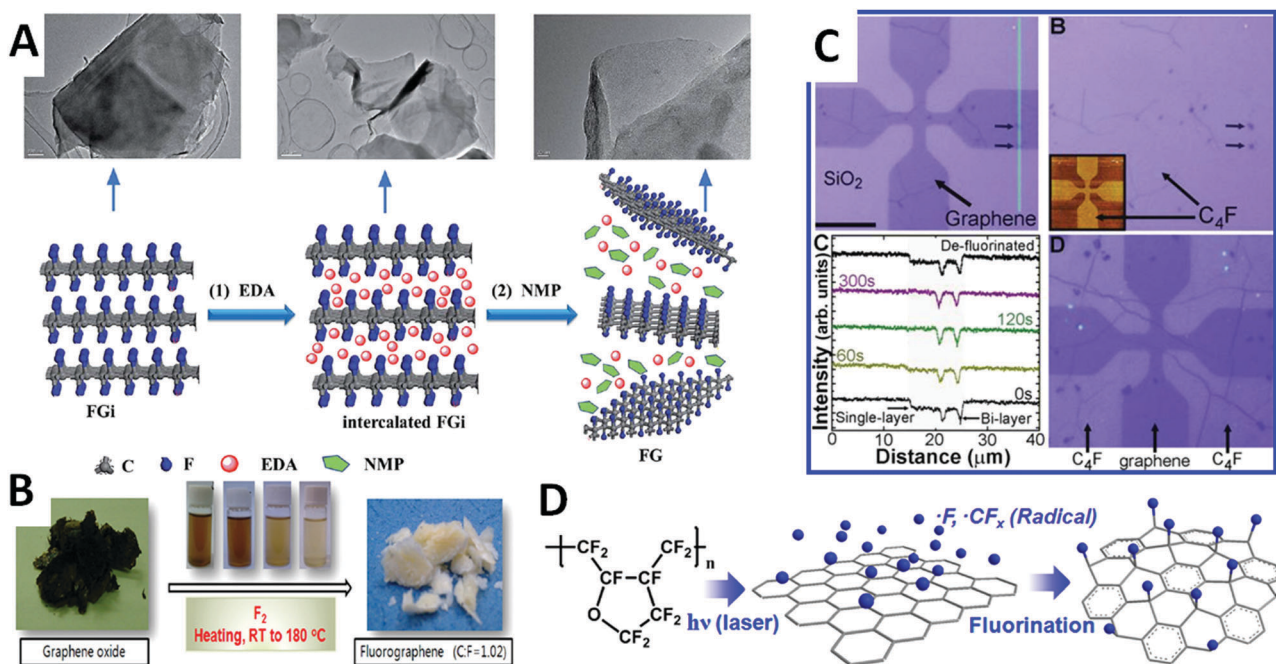 A
(1) EDA
(2) NMP
FGi
intercalated FGi
FG
C
F
EDA
NMP
B
F2
Heating, RT to 180 °C
Graphene oxide
Fluorographene (C:F=1.02)
C
SiO2
Graphene
B
C4F
C
De-fluorinated
300s
120s
60s
0s
Single-layer
Bi-layer
Intensity (arb. units)
0 10 20 30 40
Distance (μm)
D
C4F graphene C4F
D
CF2 CF2 n
CF CF
O CF2
CF2
hν (laser)
·F, ·CFx (Radical)
Fluorination